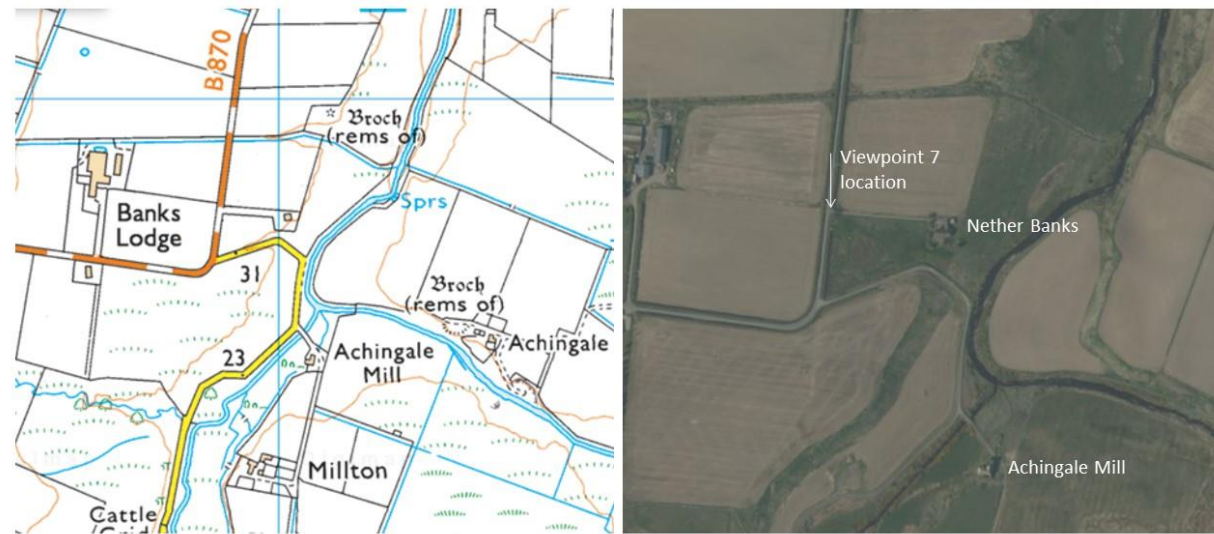 B 870
Broch
(rems of)
Banks
Lodge
Sprs
31
Broch
(rems of)
23
Achingale
Achingale
Mill
Millton
Cattle
Viewpoint 7
location
Nether Banks
Achingale Mill